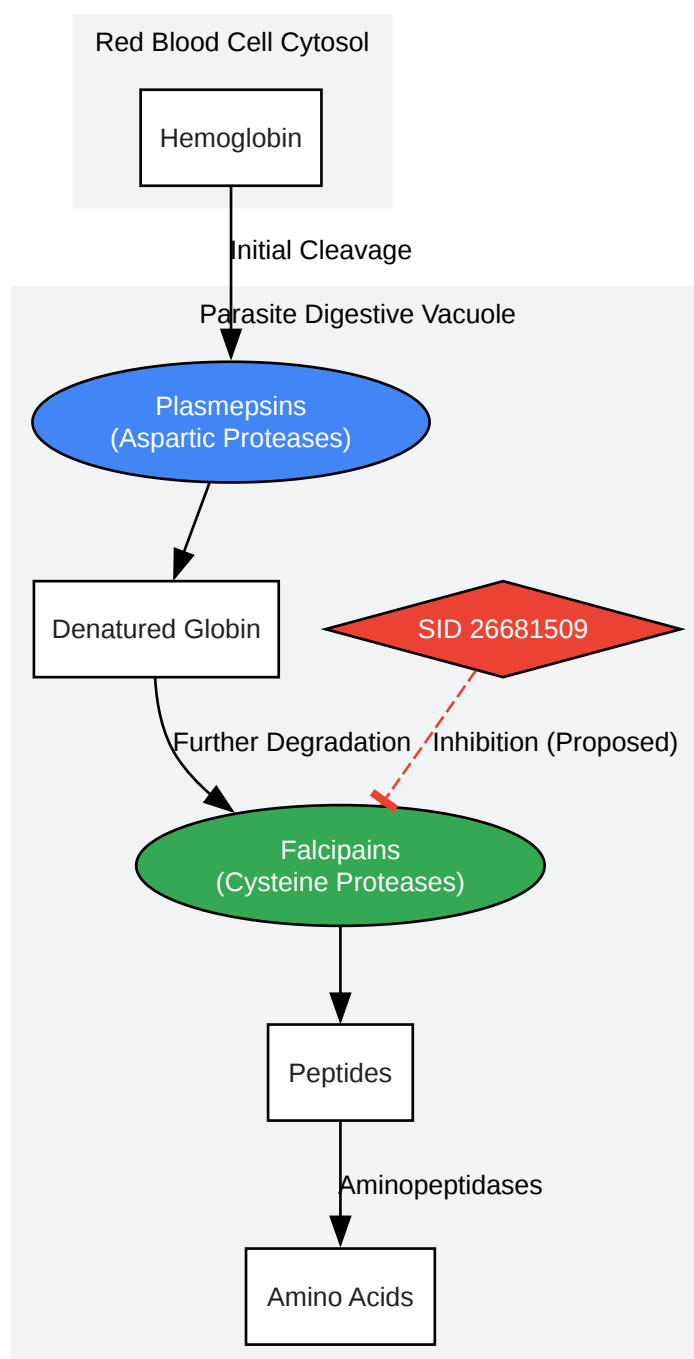 Red Blood Cell Cytosol
Hemoglobin
Initial Cleavage
Parasite Digestive Vacuole
Plasmepsins
(Aspartic Proteases)
Denatured Globin
SID 26681509
Further Degradation
Inhibition (Proposed)
Falcipains
(Cysteine Proteases)
Peptides
Aminopeptidases
Amino Acids